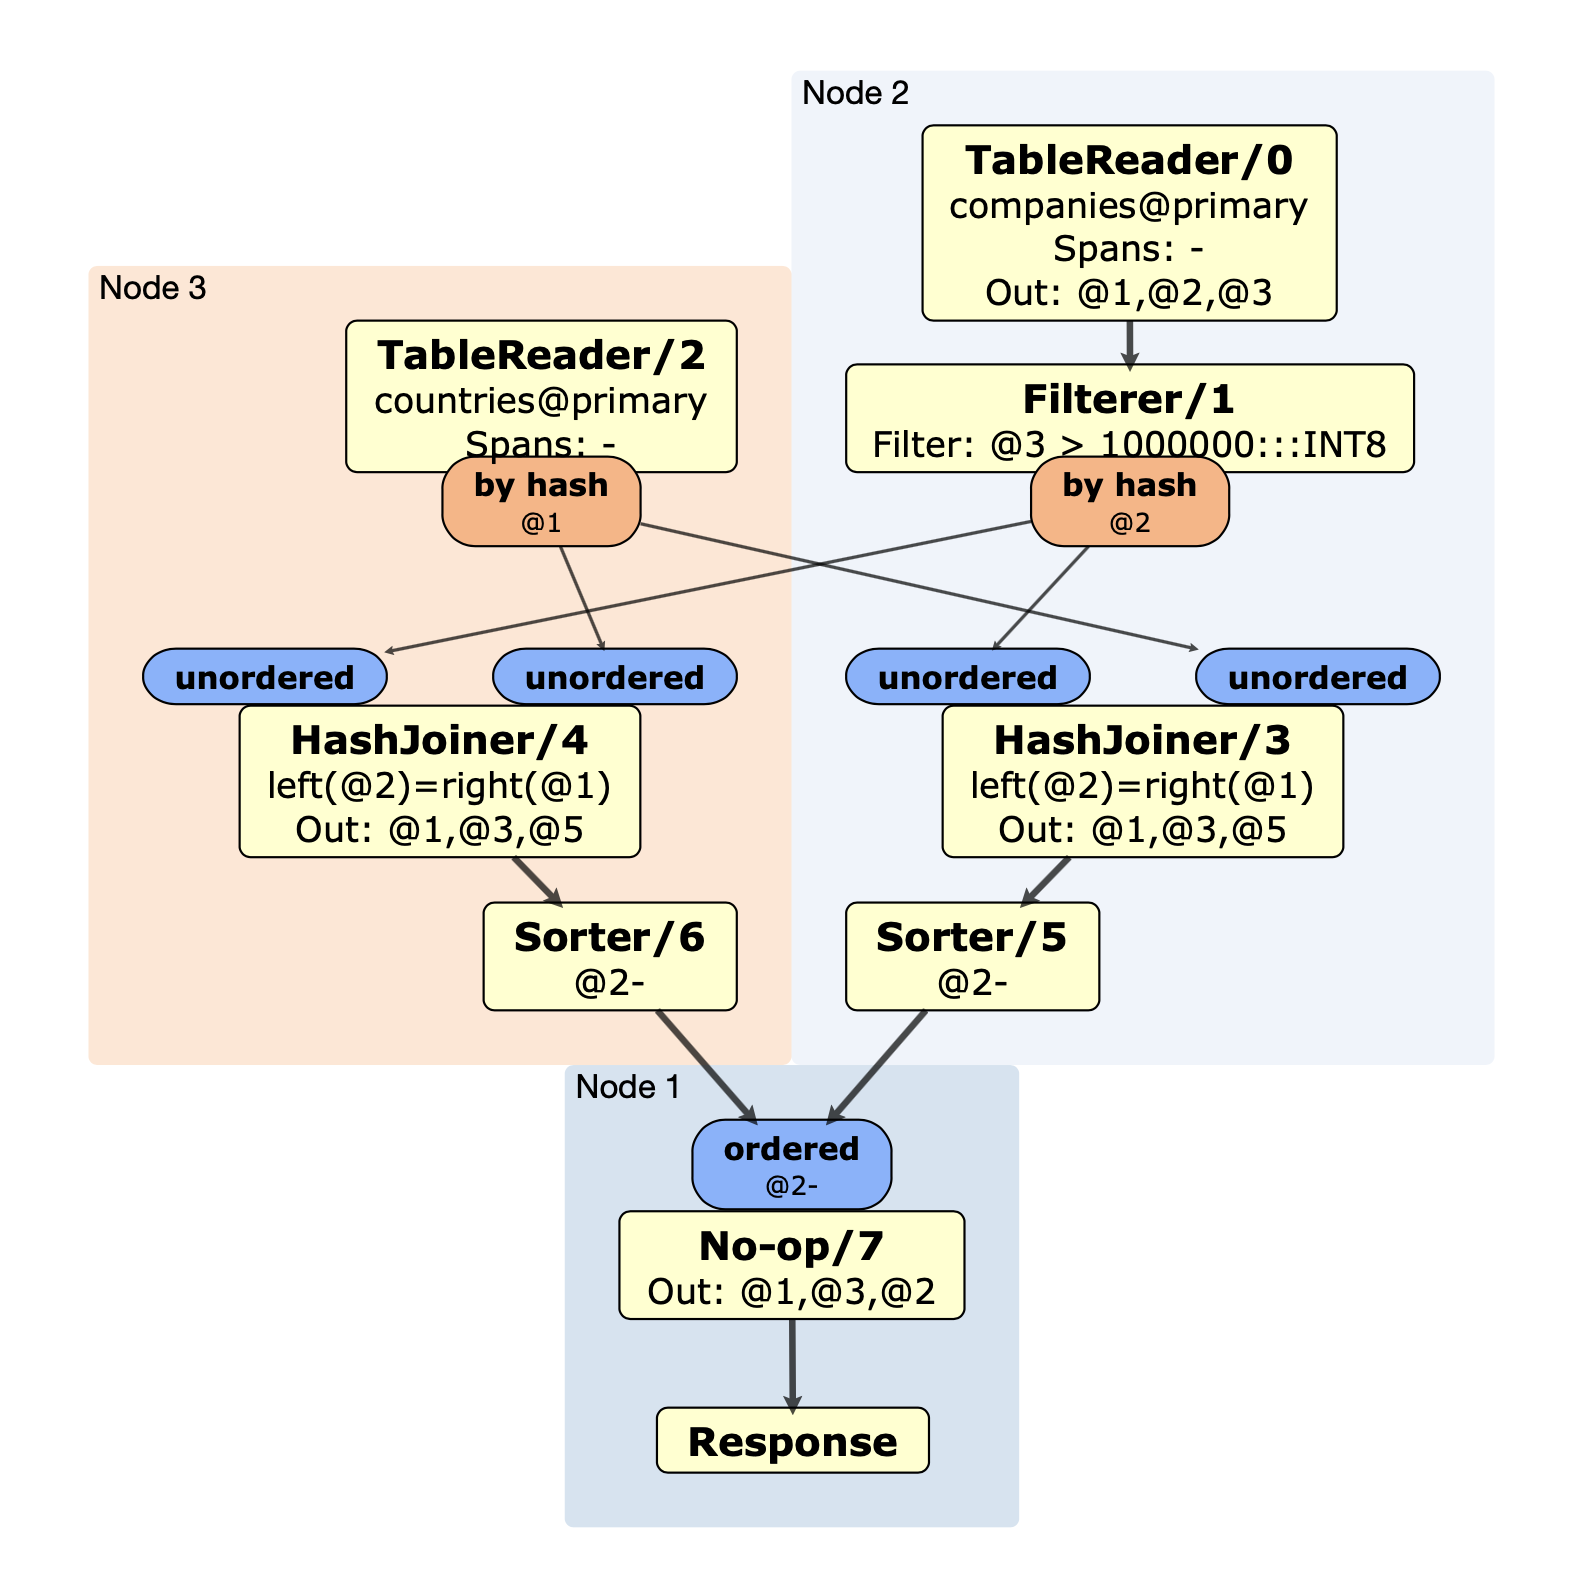 Node 2
TableReader/0
companies@primary
Spans: -
Out: @1,@2,@3
Node 3
TableReader/2
countries@primary
Spans: -
Filterer/1
Filter: @3 > 1000000:::INT8
by hash
@1
by hash
@2
unordered
unordered
unordered
unordered
HashJoiner/4
left(@2)=right(@1)
Out: @1,@3,@5
HashJoiner/3
left(@2)=right(@1)
Out: @1,@3,@5
Sorter/6
@2-
Sorter/5
@2-
Node 1
ordered
@2-
No-op/7
Out: @1,@3,@2
Response